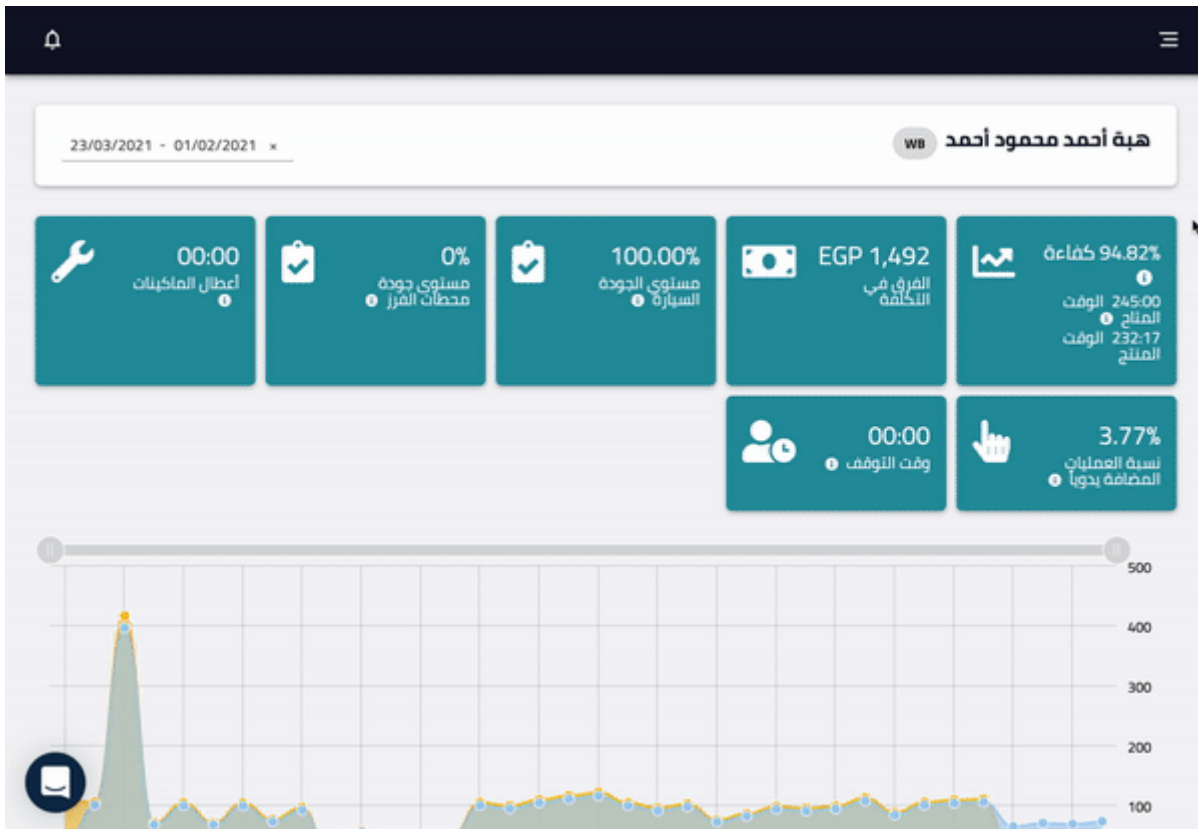 هبة أحمد محمود أحمد WB
23/03/2021 - 01/02/2021 ×
94.82% كفاءة
245:00 الوقت
المتاح
232:17 الوقت
المنتج
EGP 1,492
الفرق في
التكلفة
100.00%
مستوى الجودة
السيارة
0%
مستوى جودة
محطات الفرز
00:00
أعطال الماكينات
3.77%
نسبة العمليات
المضافة يدوياً
00:00
وقت التوقف
500
400
300
200
100